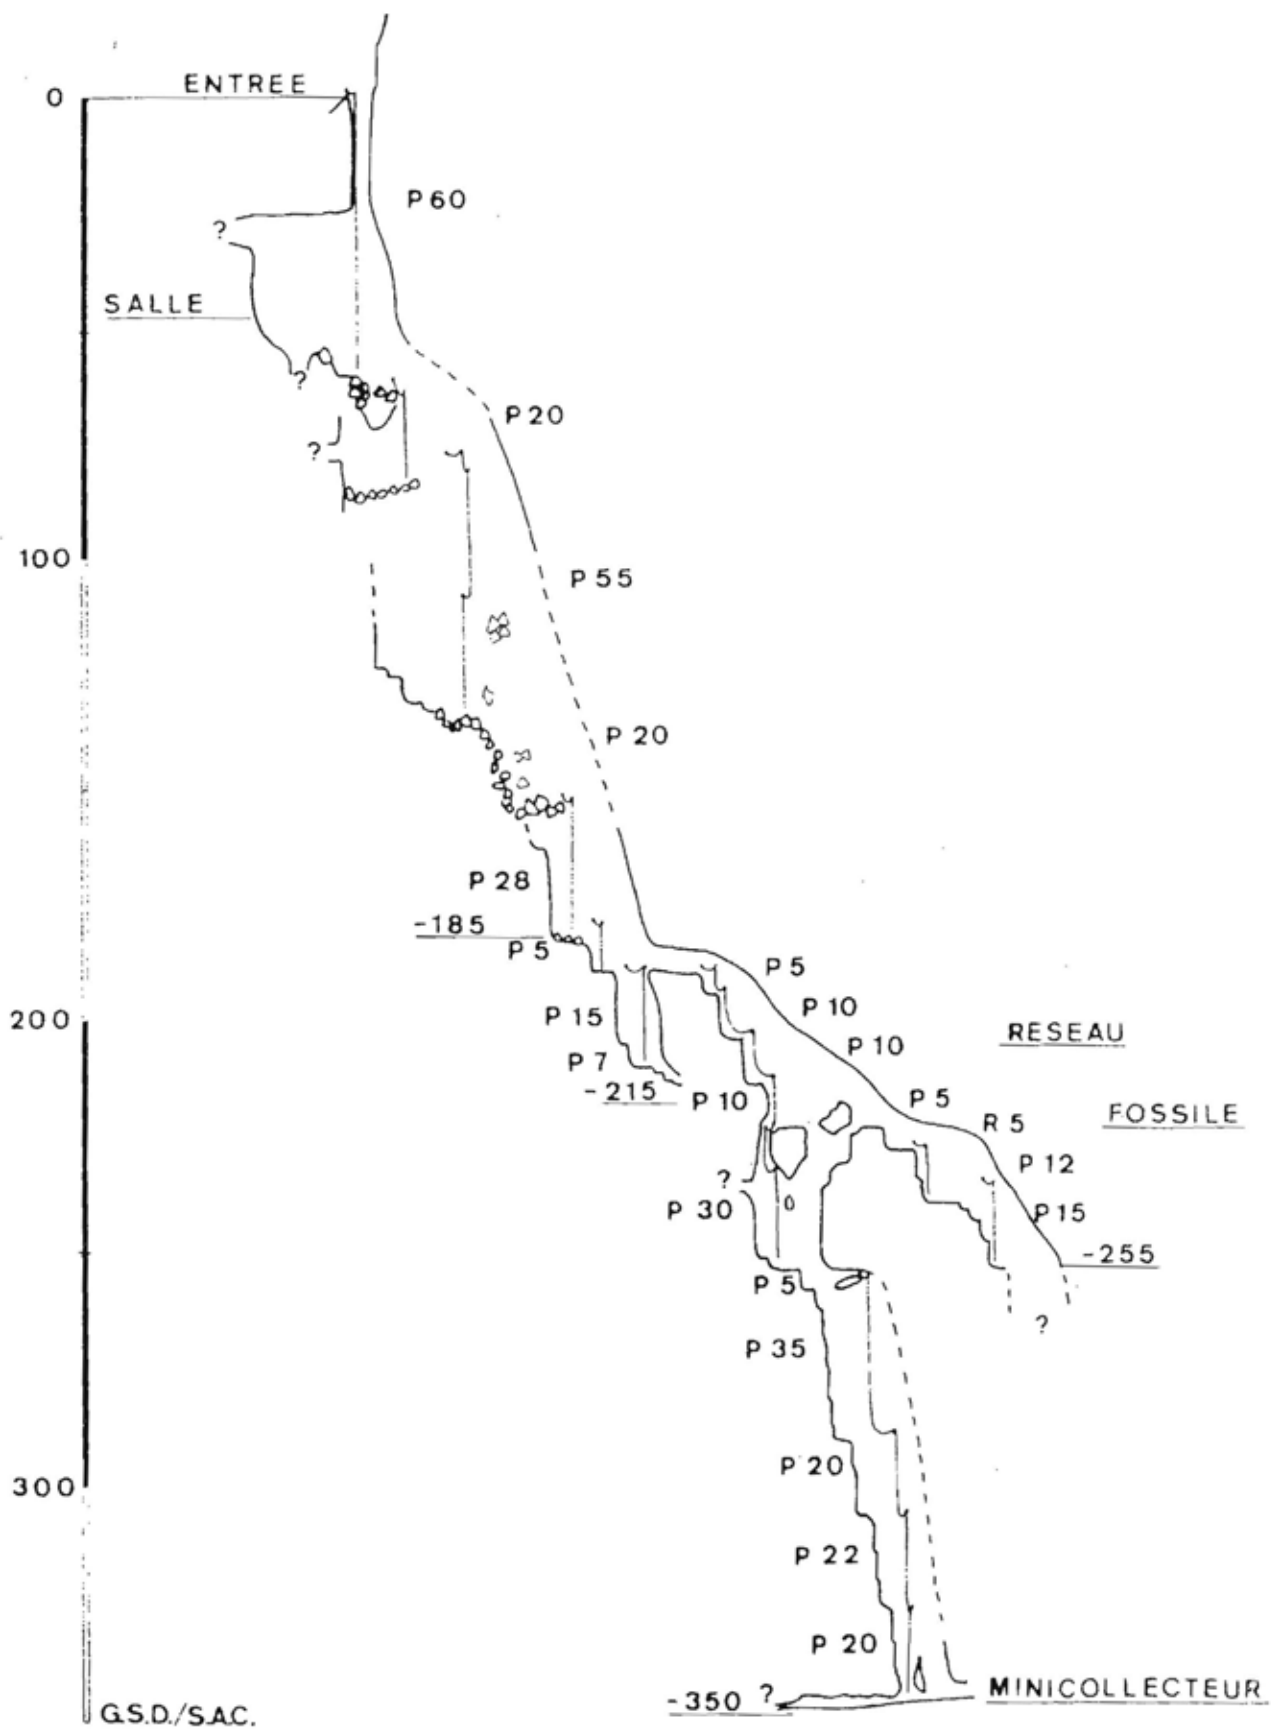 ENTREE
0
P 60
?
SALLE
?
P 20
?
100
P 55
P 20
P 28
-185
P 5
P 5
P 10
200
P 15
RESEAU
P 10
P 7
-215
P 10
P 5
FOSSILE
R 5
P 12
?
P 30
P 15
-255
P 5
?
P 35
P 20
300
P 22
P 20
MINICOLLECTEUR
-350 ?
G.S.D./S.A.C.